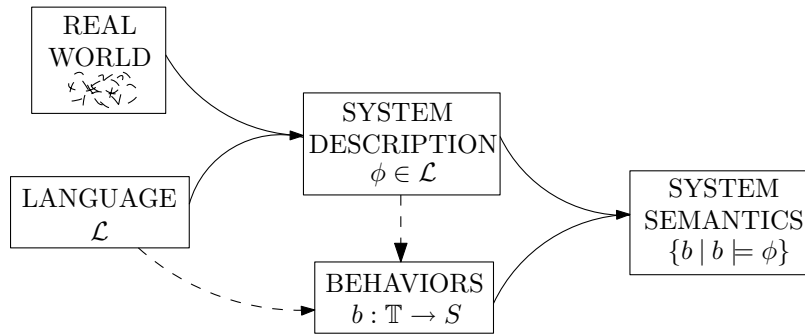 REAL
WORLD
LANGUAGE
ℒ
SYSTEM
DESCRIPTION
ϕ ∈ ℒ
BEHAVIORS
b : 𝕋 → S
SYSTEM
SEMANTICS
{b | b ⊨ ϕ}